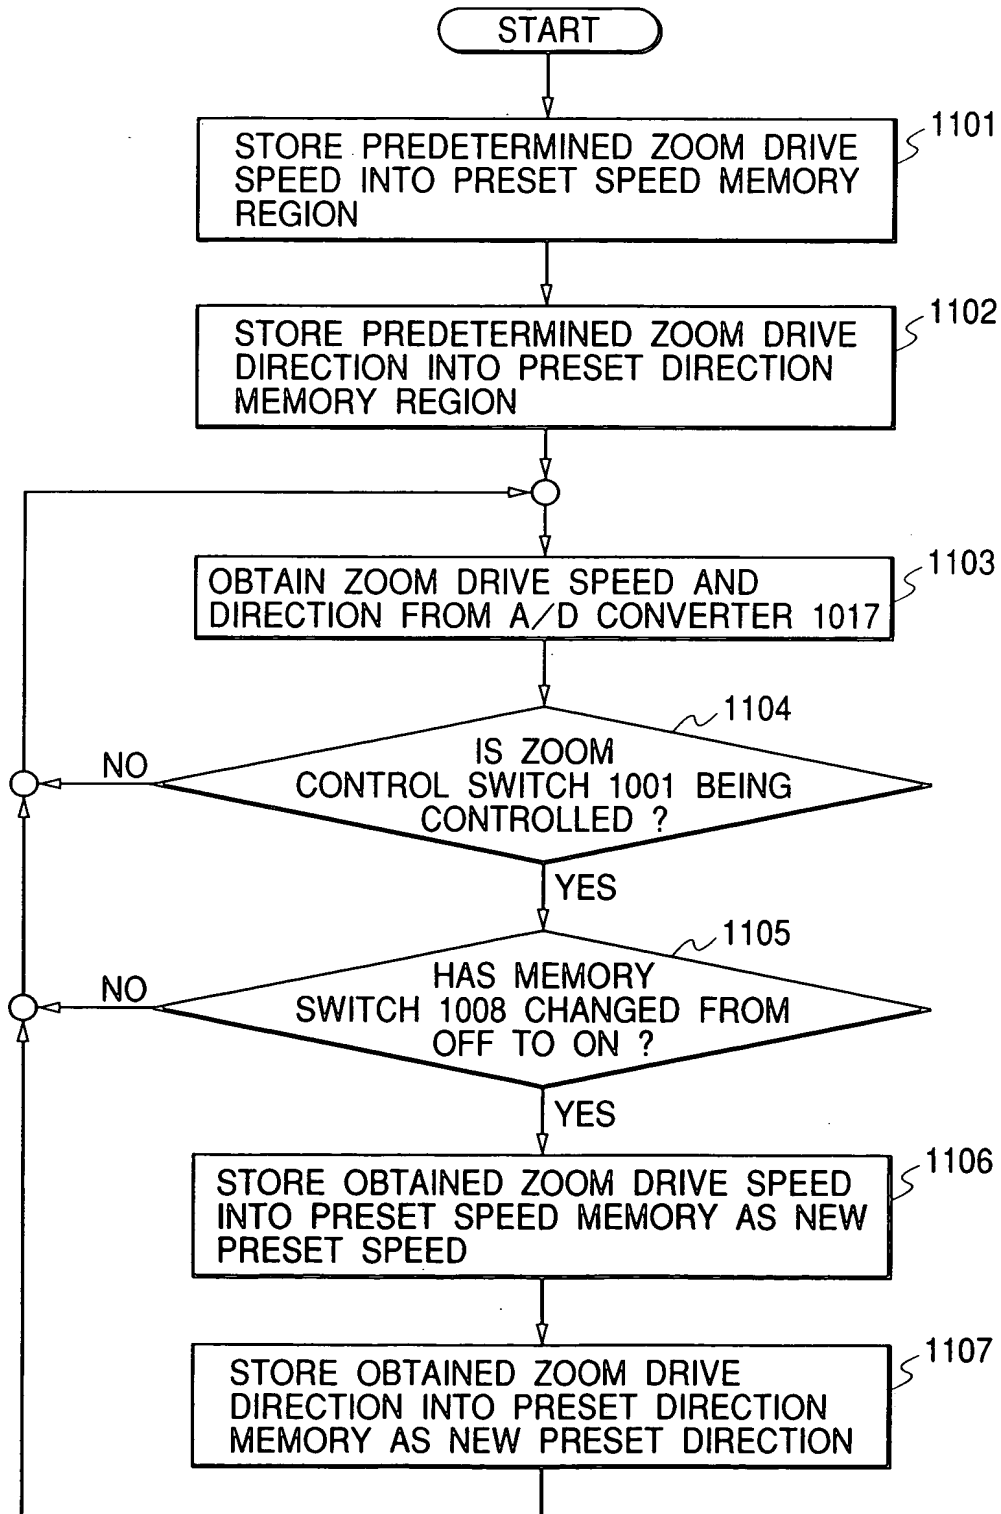 START
1101
STORE PREDETERMINED ZOOM DRIVE
SPEED INTO PRESET SPEED MEMORY
REGION
1102
STORE PREDETERMINED ZOOM DRIVE
DIRECTION INTO PRESET DIRECTION
MEMORY REGION
1103
OBTAIN ZOOM DRIVE SPEED AND
DIRECTION FROM A/D CONVERTER 1017
1104
IS ZOOM
CONTROL SWITCH 1001 BEING
CONTROLLED ?
NO
YES
1105
HAS MEMORY
SWITCH 1008 CHANGED FROM
OFF TO ON ?
NO
YES
1106
STORE OBTAINED ZOOM DRIVE SPEED
INTO PRESET SPEED MEMORY AS NEW
PRESET SPEED
1107
STORE OBTAINED ZOOM DRIVE
DIRECTION INTO PRESET DIRECTION
MEMORY AS NEW PRESET DIRECTION